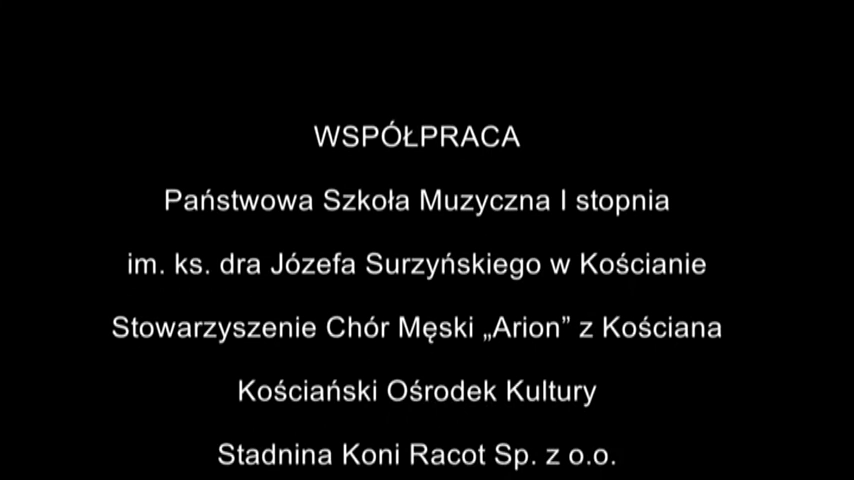 WSPÓŁPRACA
Państwowa Szkoła Muzyczna I stopnia
im. ks. dra Józefa Surzyńskiego w Kościanie
Stowarzyszenie Chór Męski „Arion” z Kościana
Kościański Ośrodek Kultury
Stadnina Koni Racot Sp. z o.o.